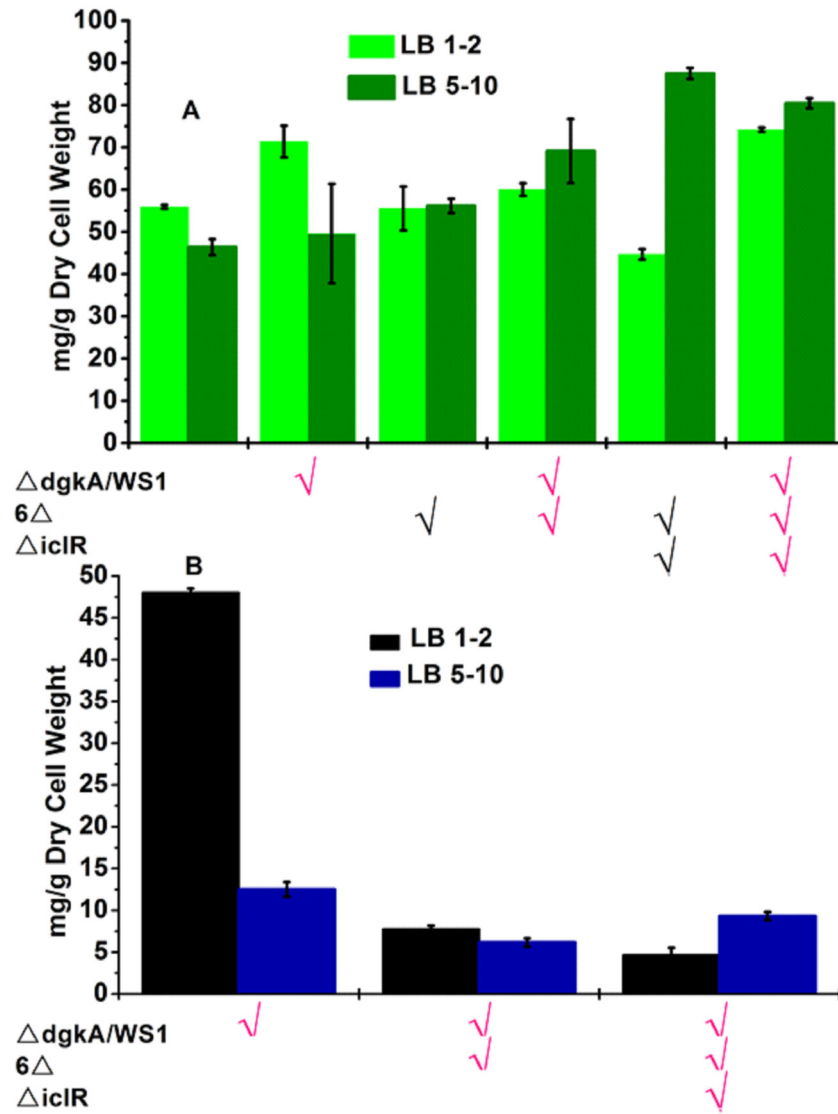 100
90
80
70
60
50
40
30
20
10
0
mg/g Dry Cell Weight
LB 1-2
LB 5-10
A
△dgkA/WS1 √ √ √
6△ √ √ √ √
△iclR √ √
50
45
40
35
30
25
20
15
10
5
0
mg/g Dry Cell Weight
B
LB 1-2
LB 5-10
△dgkA/WS1 √ √ √
6△ √ √
△iclR √